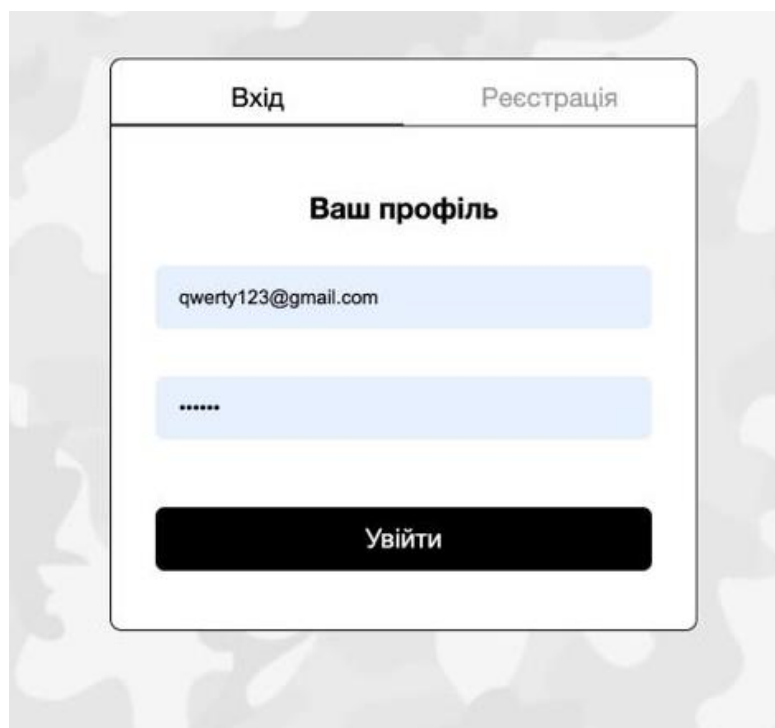 Вхід Реєстрація
Ваш профіль
qwerty123@gmail.com
••••••
Увійти